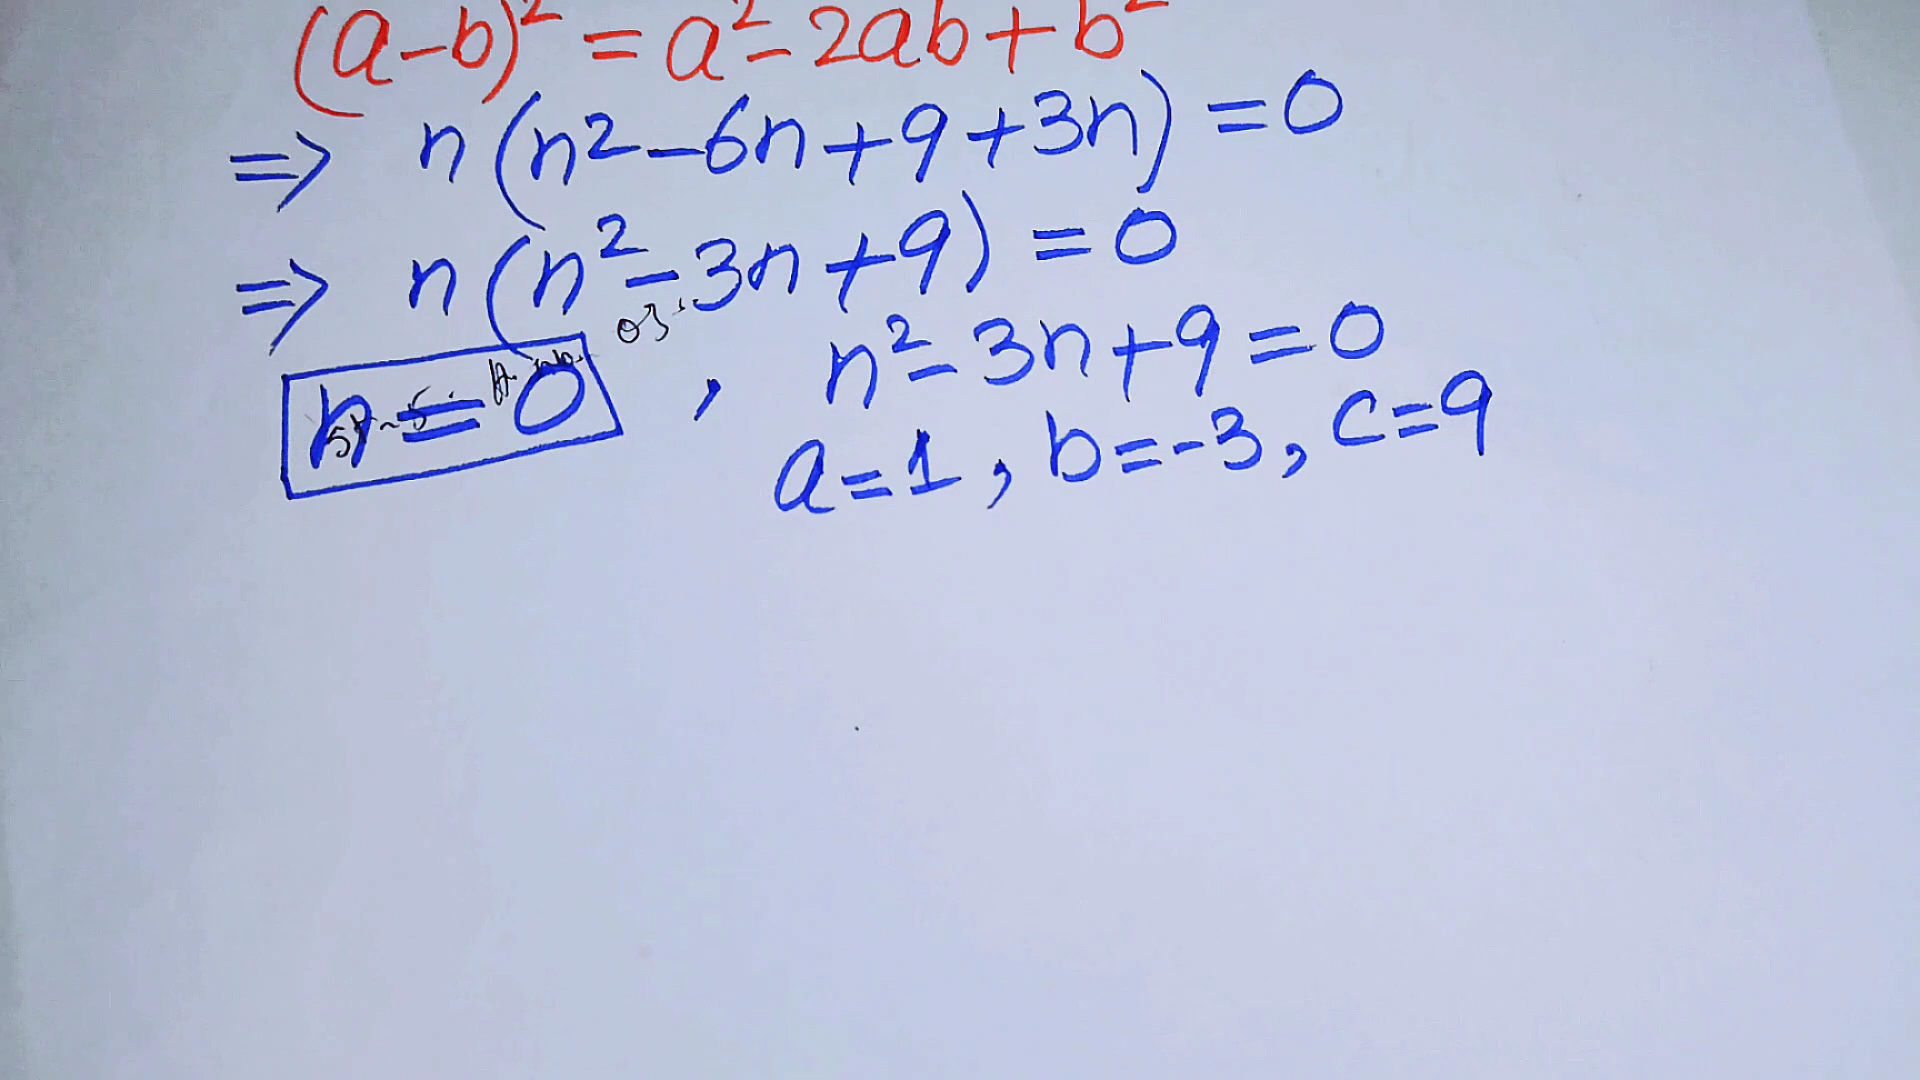 (a-b)² = a² - 2ab + b²
=> n(n² - 6n + 9 + 3n) = 0
=> n(n² - 3n + 9) = 0
n = 0 , n² - 3n + 9 = 0
a = 1 , b = -3 , c = 9